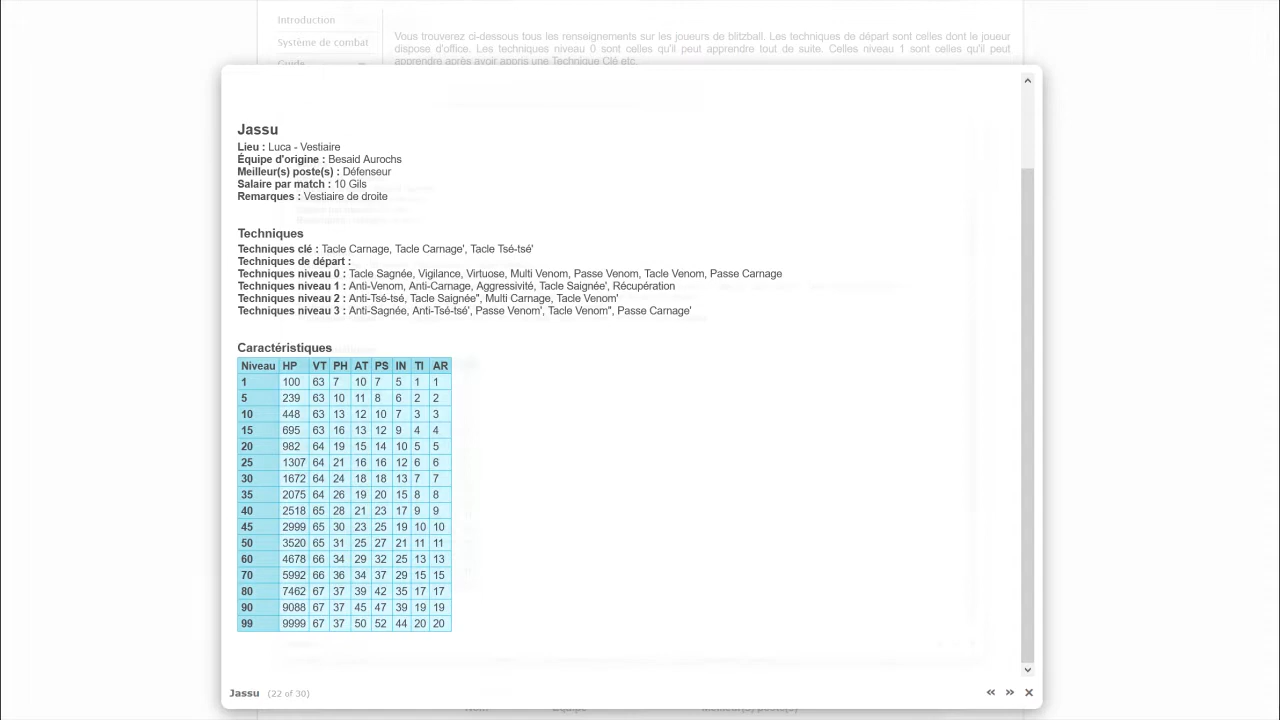 Introduction
Système de combat
Guide
Vous trouverez ci-dessous tous les renseignements sur les joueurs de blitzball. Les techniques de départ sont celles dont le joueur
dispose d'office. Les techniques niveau 0 sont celles qu'il peut apprendre tout de suite. Celles niveau 1 sont celles qu'il peut
apprendre après avoir appris une Technique Clé etc.
Jassu
Lieu : Luca - Vestiaire
Équipe d'origine : Besaid Aurochs
Meilleur(s) poste(s) : Défenseur
Salaire par match : 10 Gils
Remarques : Vestiaire de droite
Techniques
Techniques clé : Tacle Carnage, Tacle Carnage', Tacle Tsé-tsé'
Techniques de départ :
Techniques niveau 0 : Tacle Sagnée, Vigilance, Virtuose, Multi Venom, Passe Venom, Tacle Venom, Passe Carnage
Techniques niveau 1 : Anti-Venom, Anti-Carnage, Aggressivité, Tacle Saignée', Récupération
Techniques niveau 2 : Anti-Tsé-tsé, Tacle Saignée", Multi Carnage, Tacle Venom'
Techniques niveau 3 : Anti-Sagnée, Anti-Tsé-tsé', Passe Venom', Tacle Venom", Passe Carnage'
Caractéristiques
Niveau HP VT PH AT PS IN TI AR
1 100 63 7 10 7 5 1 1
5 239 63 10 11 8 6 2 2
10 448 63 13 12 10 7 3 3
15 695 63 16 13 12 9 4 4
20 982 64 19 15 14 10 5 5
25 1307 64 21 16 16 12 6 6
30 1672 64 24 18 18 13 7 7
35 2075 64 26 19 20 15 8 8
40 2518 65 28 21 23 17 9 9
45 2999 65 30 23 25 19 10 10
50 3520 65 31 25 27 21 11 11
60 4678 66 34 29 32 25 13 13
70 5992 66 36 34 37 29 15 15
80 7462 67 37 39 42 35 17 17
90 9088 67 37 45 47 39 19 19
99 9999 67 37 50 52 44 20 20
Jassu (22 of 30)